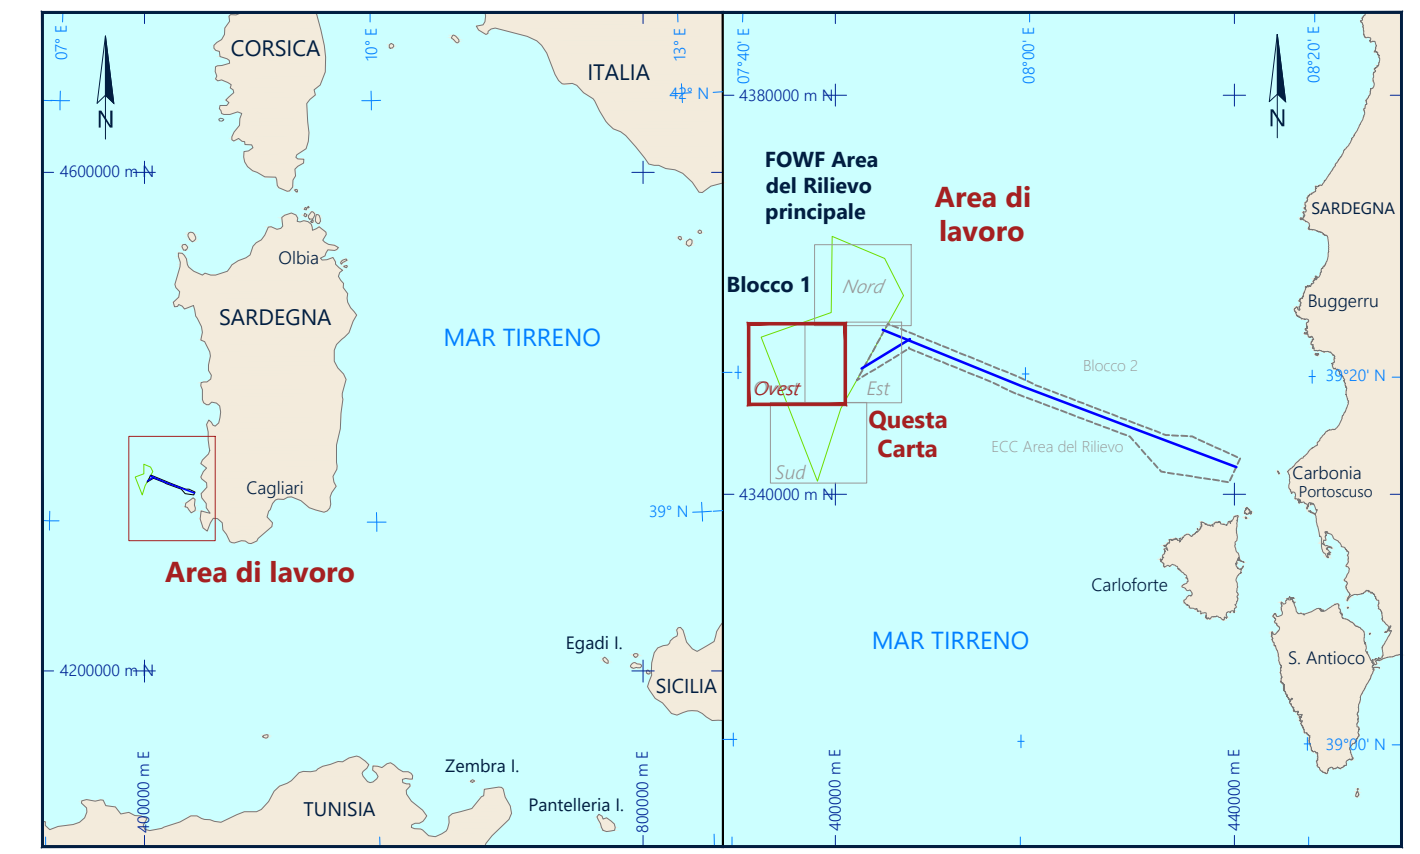 07° E
10° E
13° E
CORSICA
ITALIA
42° N
N
4600000 m N
Olbia
SARDEGNA
MAR TIRRENO
Cagliari
39° N
Area di lavoro
Egadi I.
4200000 m N
SICILIA
400000 m E
800000 m E
Zembra I.
TUNISIA
Pantelleria I.
07°40' E
08°00' E
08°20' E
4380000 m N
N
FOWF Area
del Rilievo
principale
Area di
lavoro
SARDEGNA
Blocco 1
Nord
Buggerru
Blocco 2
39°20' N
Ovest
Est
Questa
Carta
ECC Area del Rilievo
Sud
Carbonia
Portoscuso
4340000 m N
Carloforte
MAR TIRRENO
S. Antioco
39°00' N
400000 m E
440000 m E